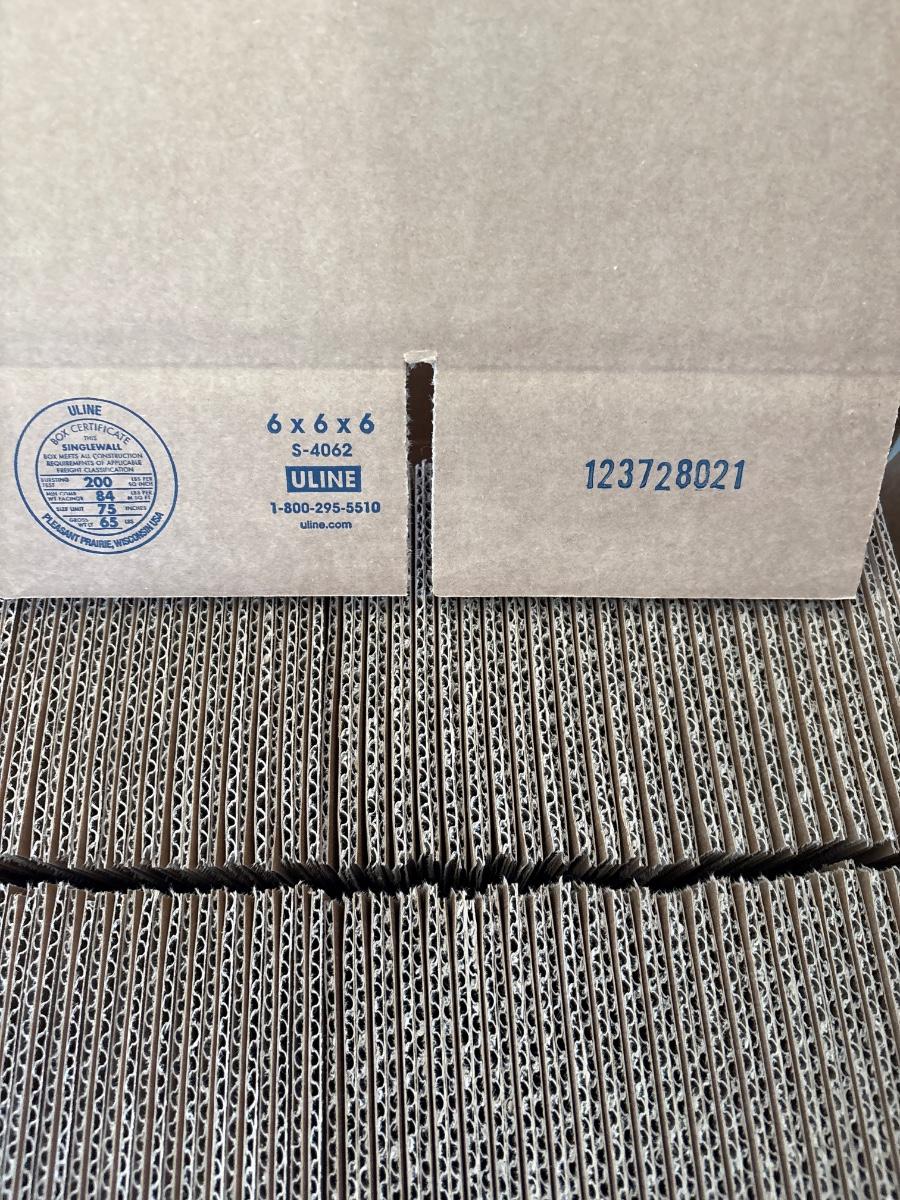 ULINE
BOX CERTIFICATE
THIS
SINGLEWALL
BOX MEETS ALL CONSTRUCTION
REQUIREMENTS OF APPLICABLE
FREIGHT CLASSIFICATION
BURSTING TEST 200 LBS PER SQ INCH
MIN COMB WT FACINGS 84 LBS PER M SQ FT
SIZE LIMIT 75 INCHES
GROSS WT LT 65 LBS
PLEASANT PRAIRIE, WISCONSIN USA
6 x 6 x 6
S-4062
ULINE
1-800-295-5510
uline.com
123728021